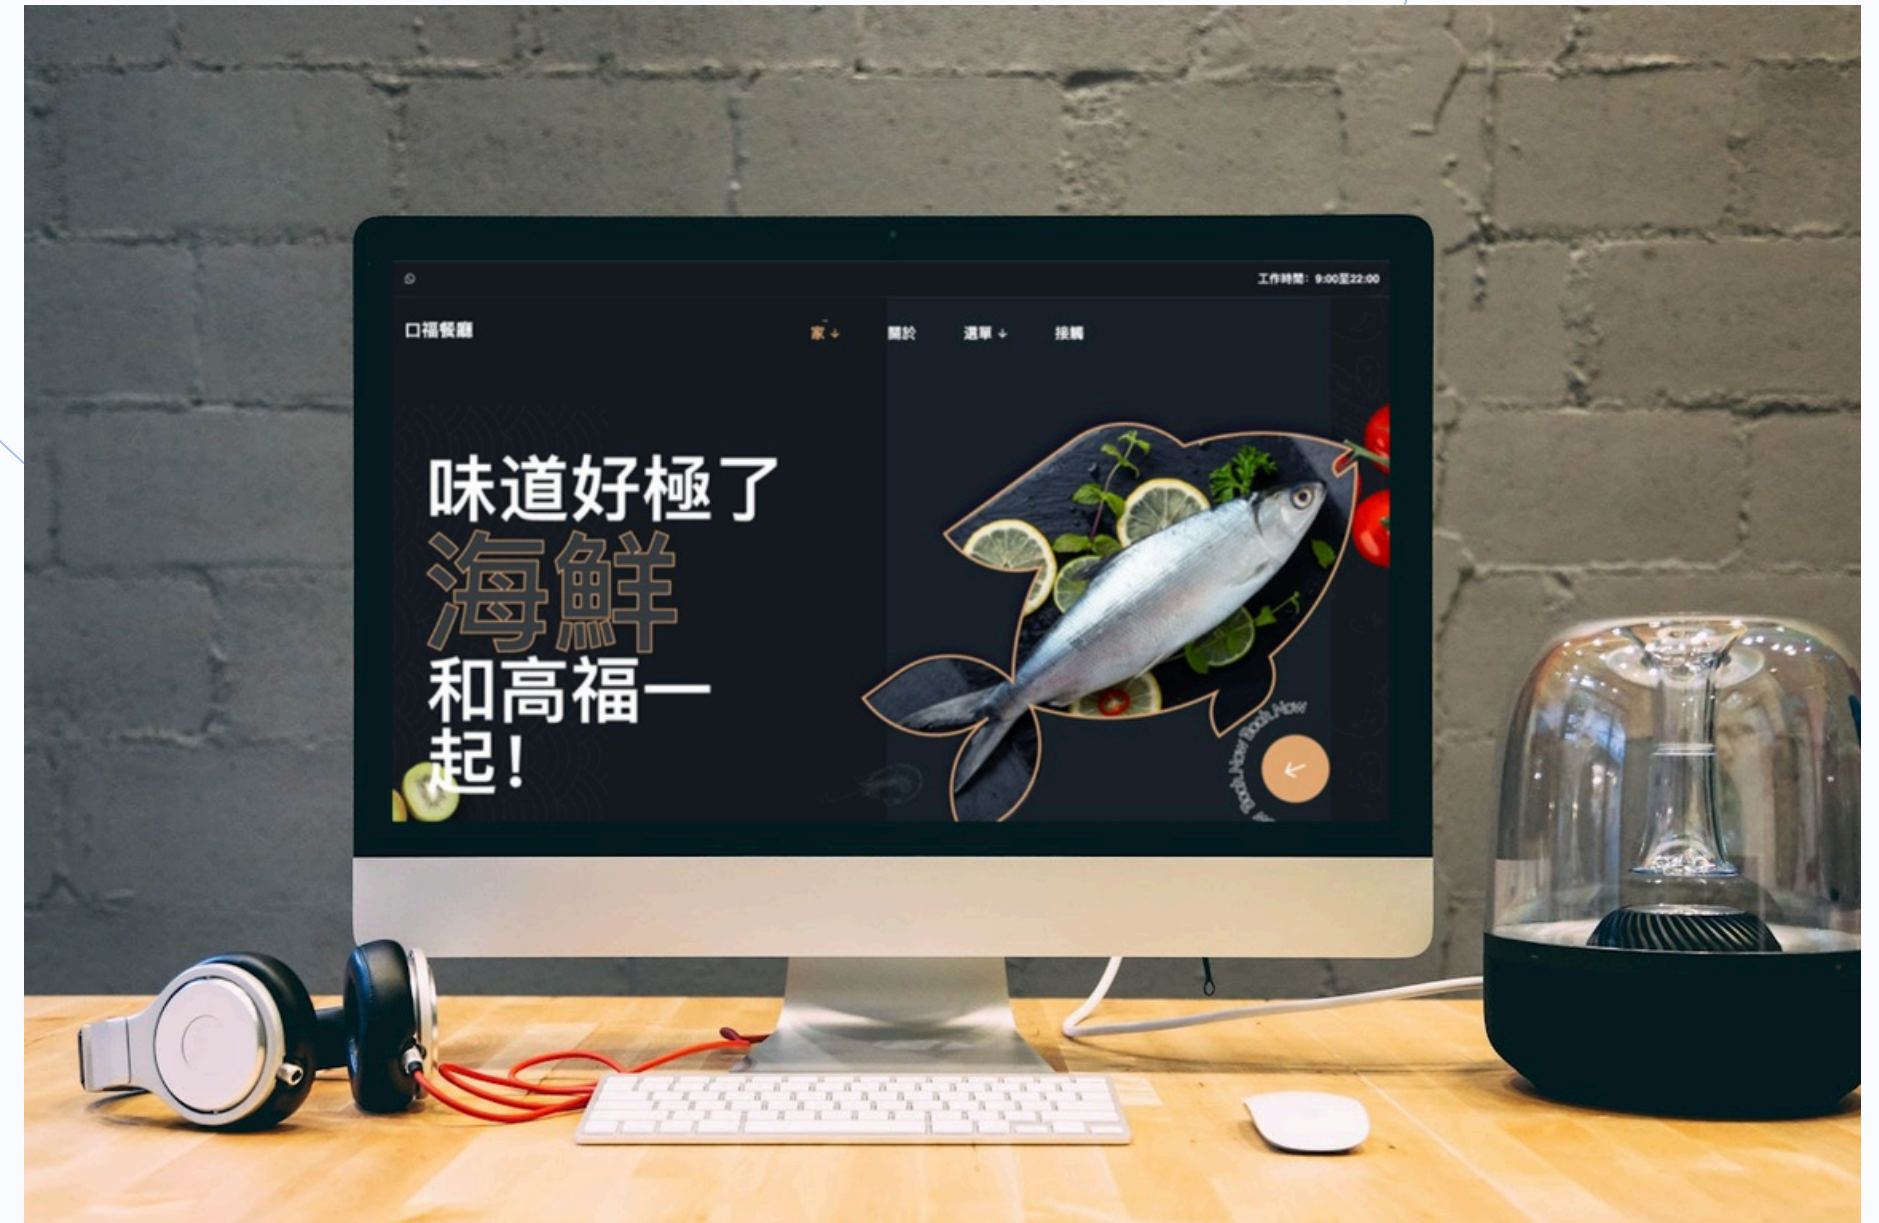 工作時間：9:00至22:00
口福餐廳
家 ↓ 關於 選單 ↓ 接觸
味道好極了
海鮮
和高福一
起！
Book Now Book Now